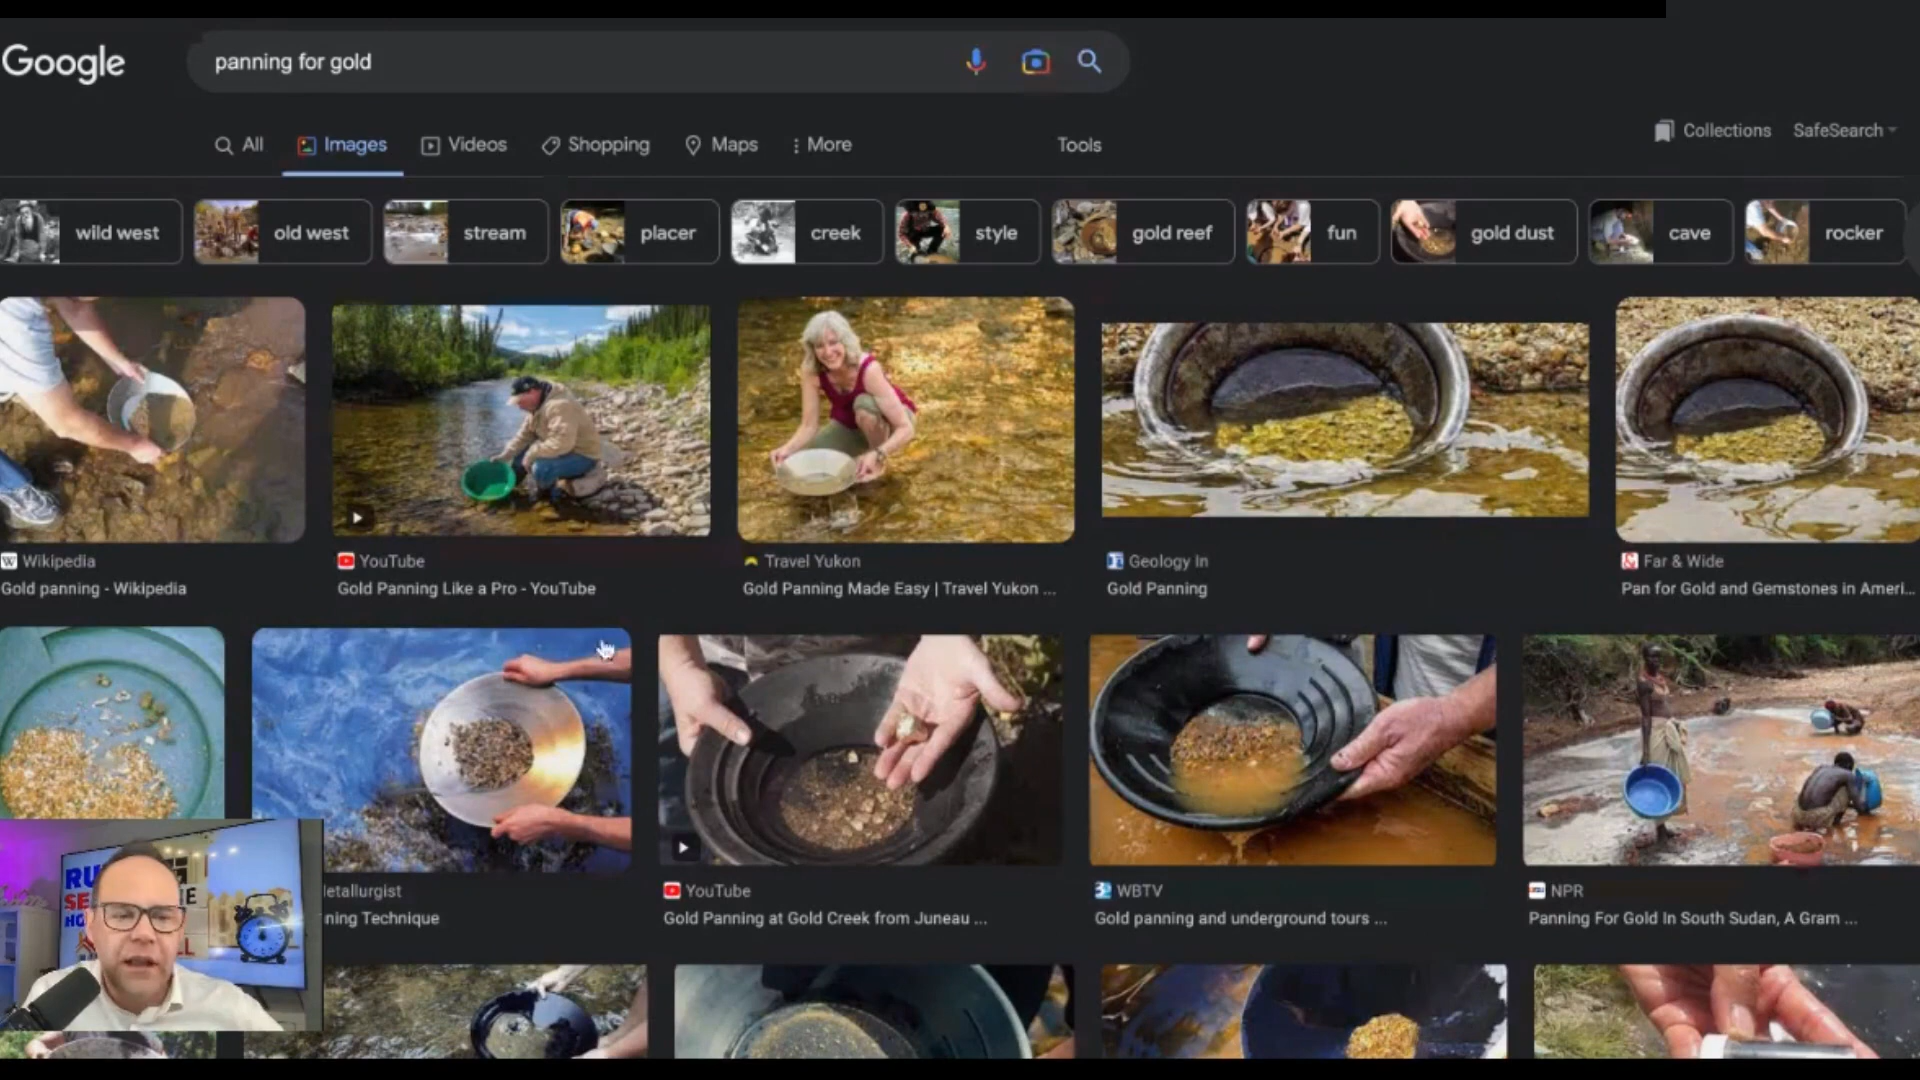 Google
panning for gold
All
Images
Videos
Shopping
Maps
More
Tools
Collections
SafeSearch
wild west
old west
stream
placer
creek
style
gold reef
fun
gold dust
cave
rocker
Wikipedia
Gold panning - Wikipedia
YouTube
Gold Panning Like a Pro - YouTube
Travel Yukon
Gold Panning Made Easy | Travel Yukon ...
Geology In
Gold Panning
Far & Wide
Pan for Gold and Gemstones in Ameri...
etallurgist
ning Technique
YouTube
Gold Panning at Gold Creek from Juneau ...
WBTV
Gold panning and underground tours ...
NPR
Panning For Gold In South Sudan, A Gram ...